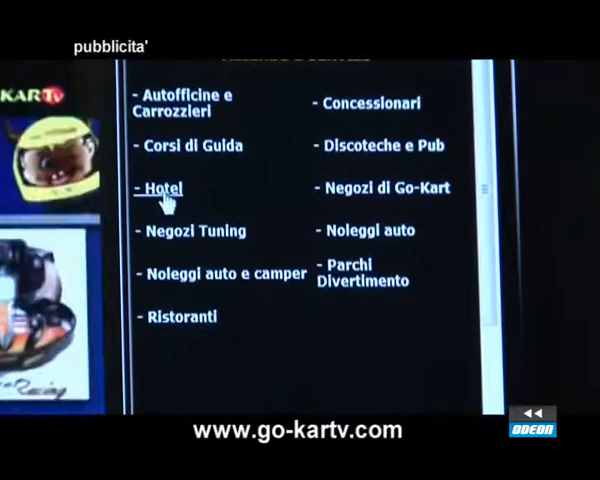 pubblicita'
KARTv
- Autofficine e
Carrozzieri
- Concessionari
- Corsi di Guida
- Discoteche e Pub
- Hotel
- Negozi di Go-Kart
- Negozi Tuning
- Noleggi auto
- Noleggi auto e camper
- Parchi
Divertimento
- Ristoranti
Racing
www.go-kartv.com
ODEON